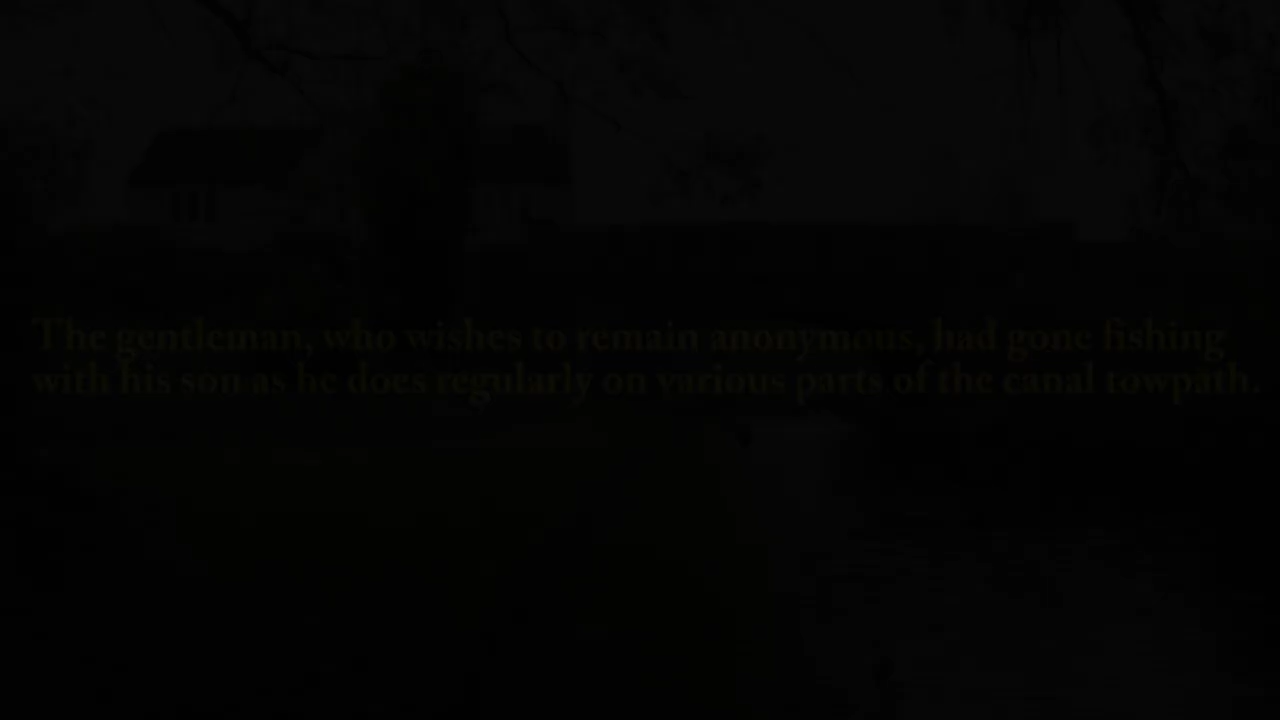 The gentleman, who wishes to remain anonymous, had gone fishing
with his son as he does regularly on various parts of the canal towpath.